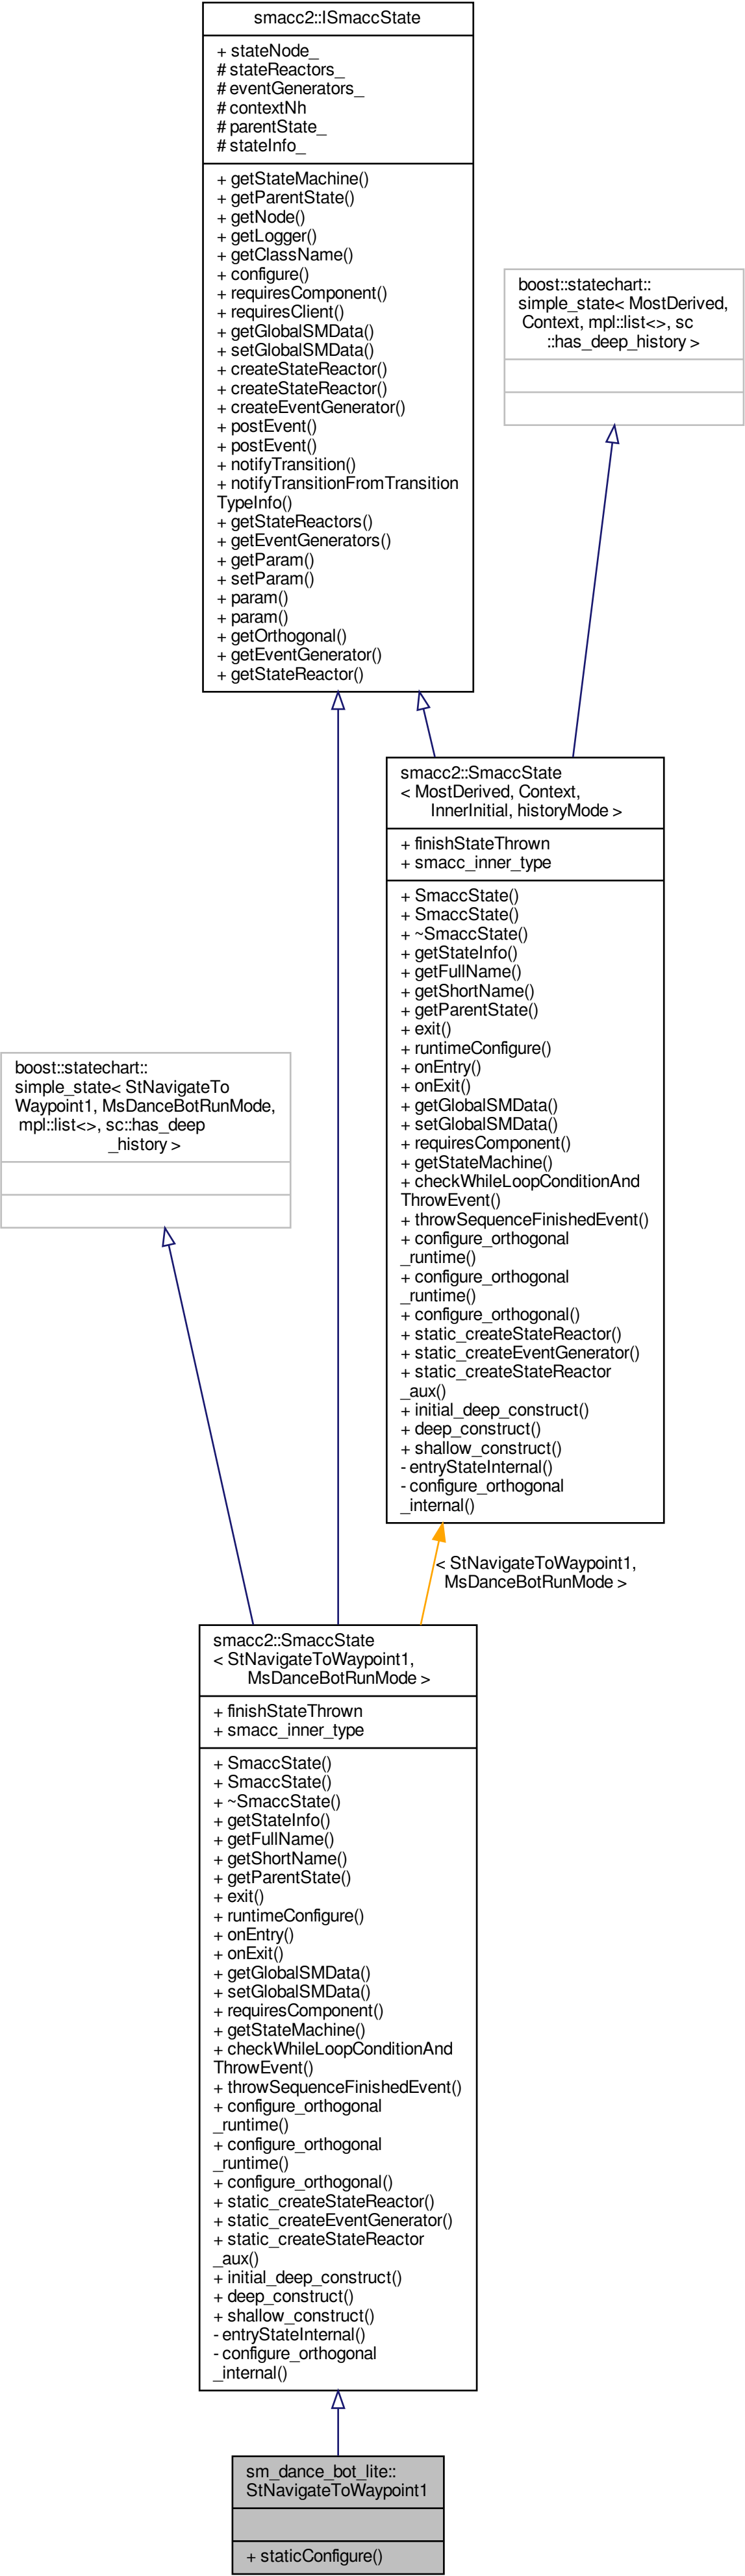 smacc2::ISmaccState
+ stateNode_
# stateReactors_
# eventGenerators_
# contextNh
# parentState_
# stateInfo_
+ getStateMachine()
+ getParentState()
+ getNode()
+ getLogger()
+ getClassName()
+ configure()
+ requiresComponent()
+ requiresClient()
+ getGlobalSMData()
+ setGlobalSMData()
+ createStateReactor()
+ createStateReactor()
+ createEventGenerator()
+ postEvent()
+ postEvent()
+ notifyTransition()
+ notifyTransitionFromTransition
TypeInfo()
+ getStateReactors()
+ getEventGenerators()
+ getParam()
+ setParam()
+ param()
+ param()
+ getOrthogonal()
+ getEventGenerator()
+ getStateReactor()
boost::statechart::
simple_state< MostDerived,
Context, mpl::list<>, sc
::has_deep_history >
smacc2::SmaccState
< MostDerived, Context,
InnerInitial, historyMode >
+ finishStateThrown
+ smacc_inner_type
+ SmaccState()
+ SmaccState()
+ ~SmaccState()
+ getStateInfo()
+ getFullName()
+ getShortName()
+ getParentState()
+ exit()
+ runtimeConfigure()
+ onEntry()
+ onExit()
+ getGlobalSMData()
+ setGlobalSMData()
+ requiresComponent()
+ getStateMachine()
+ checkWhileLoopConditionAnd
ThrowEvent()
+ throwSequenceFinishedEvent()
+ configure_orthogonal
_runtime()
+ configure_orthogonal
_runtime()
+ configure_orthogonal()
+ static_createStateReactor()
+ static_createEventGenerator()
+ static_createStateReactor
_aux()
+ initial_deep_construct()
+ deep_construct()
+ shallow_construct()
- entryStateInternal()
- configure_orthogonal
_internal()
boost::statechart::
simple_state< StNavigateTo
Waypoint1, MsDanceBotRunMode,
mpl::list<>, sc::has_deep
_history >
< StNavigateToWaypoint1,
MsDanceBotRunMode >
smacc2::SmaccState
< StNavigateToWaypoint1,
MsDanceBotRunMode >
+ finishStateThrown
+ smacc_inner_type
+ SmaccState()
+ SmaccState()
+ ~SmaccState()
+ getStateInfo()
+ getFullName()
+ getShortName()
+ getParentState()
+ exit()
+ runtimeConfigure()
+ onEntry()
+ onExit()
+ getGlobalSMData()
+ setGlobalSMData()
+ requiresComponent()
+ getStateMachine()
+ checkWhileLoopConditionAnd
ThrowEvent()
+ throwSequenceFinishedEvent()
+ configure_orthogonal
_runtime()
+ configure_orthogonal
_runtime()
+ configure_orthogonal()
+ static_createStateReactor()
+ static_createEventGenerator()
+ static_createStateReactor
_aux()
+ initial_deep_construct()
+ deep_construct()
+ shallow_construct()
- entryStateInternal()
- configure_orthogonal
_internal()
sm_dance_bot_lite::
StNavigateToWaypoint1
+ staticConfigure()